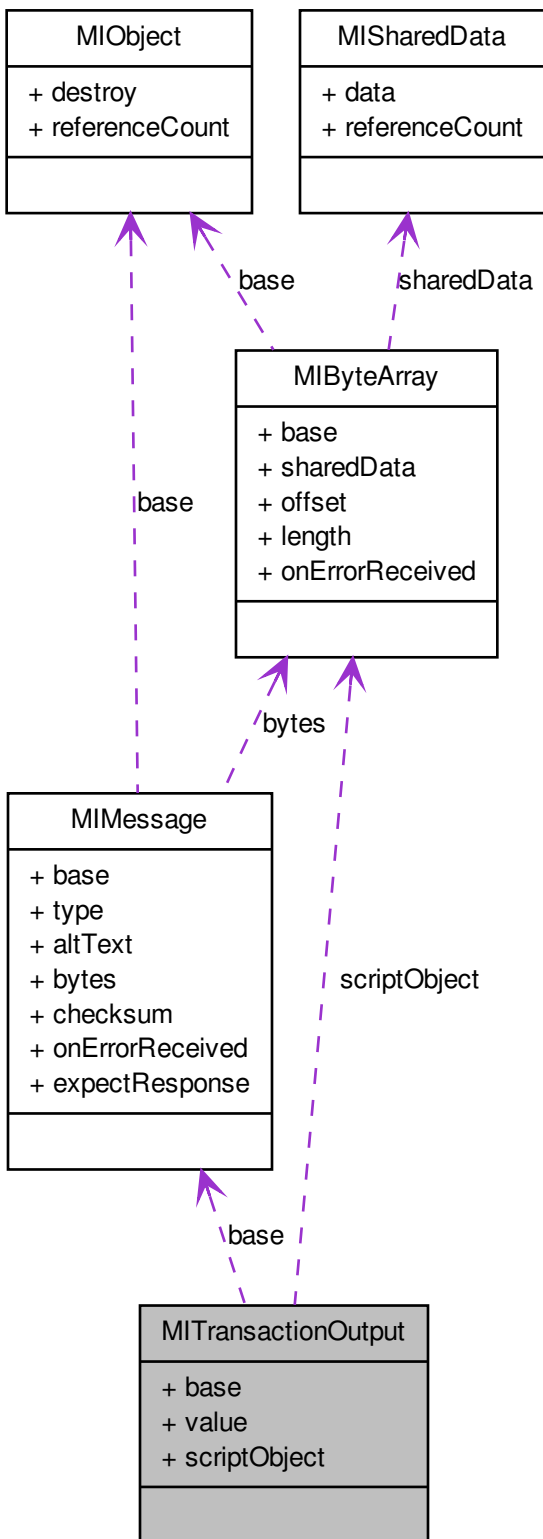 MIObject
+ destroy
+ referenceCount
MISharedData
+ data
+ referenceCount
base
sharedData
MIByteArray
+ base
+ sharedData
+ offset
+ length
+ onErrorReceived
base
bytes
MIMessage
+ base
+ type
+ altText
+ bytes
+ checksum
+ onErrorReceived
+ expectResponse
scriptObject
base
MITransactionOutput
+ base
+ value
+ scriptObject